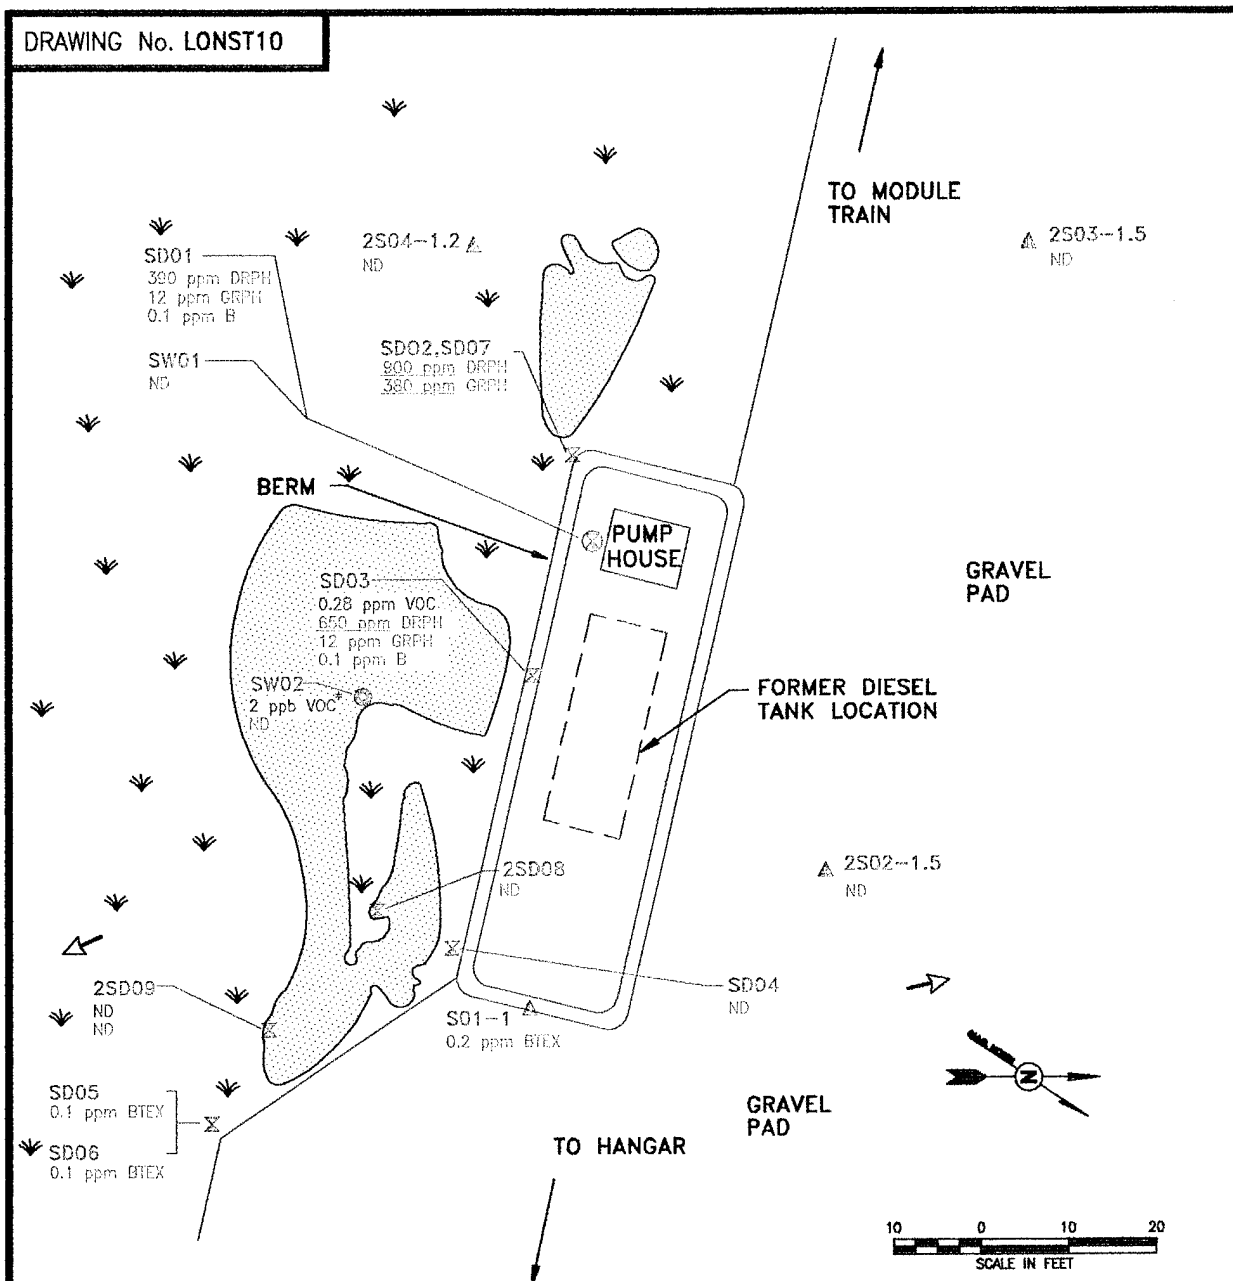 DRAWING No. LONST10
TO MODULE
TRAIN
2S04-1.2
ND
2S03-1.5
ND
SD01
390 ppm DRPH
12 ppm GRPH
0.1 ppm B
SW01
ND
SD02,SD07
900 ppm DRPH
380 ppm GRPH
BERM
PUMP
HOUSE
GRAVEL
PAD
SD03
0.28 ppm VOC
650 ppm DRPH
12 ppm GRPH
0.1 ppm B
SW02
2 ppb VOC*
ND
FORMER DIESEL
TANK LOCATION
2SD08
ND
2S02-1.5
ND
2SD09
ND
ND
SD04
ND
S01-1
0.2 ppm BTEX
N
SD05
0.1 ppm BTEX
SD06
0.1 ppm BTEX
GRAVEL
PAD
TO HANGAR
10 0 10 20
SCALE IN FEET